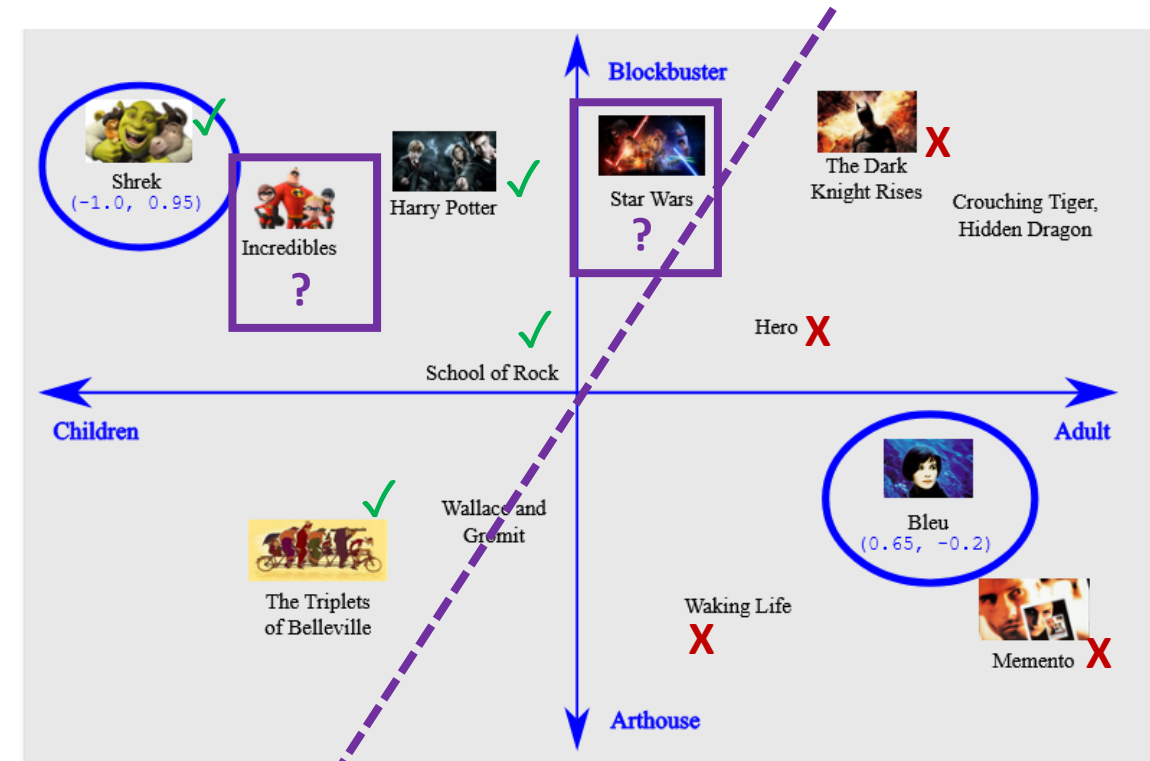 Blockbuster
Shrek
(-1.0, 0.95)
Incredibles
?
Harry Potter
Star Wars
?
The Dark
Knight Rises
X
Crouching Tiger,
Hidden Dragon
Hero X
School of Rock
Children
Adult
Wallace and
Gromit
Bleu
(0.65, -0.2)
The Triplets
of Belleville
Waking Life
X
Memento X
Arthouse